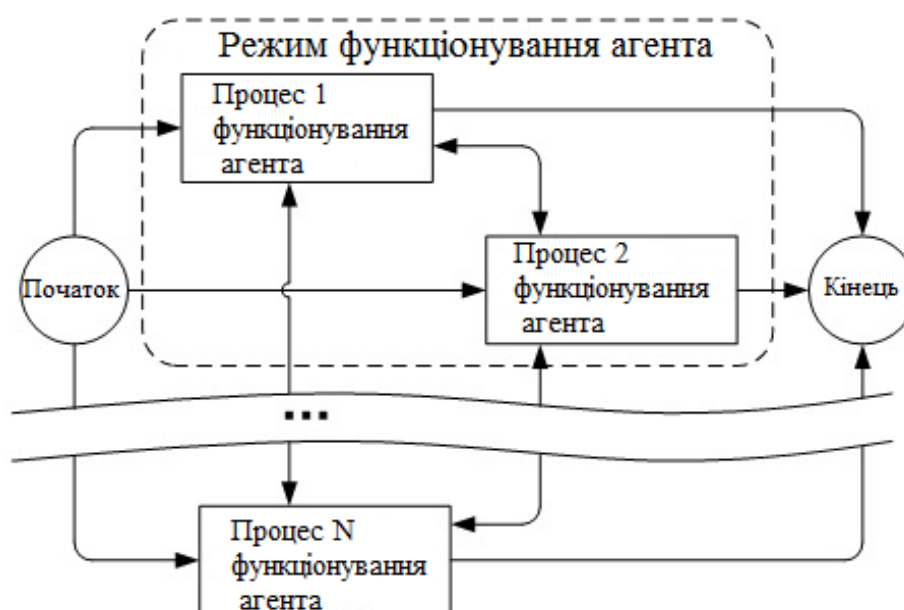 Режим функціонування агента
Процес 1
функціонування
агента
Процес 2
функціонування
агента
Початок
Кінець
...
Процес N
функціонування
агента